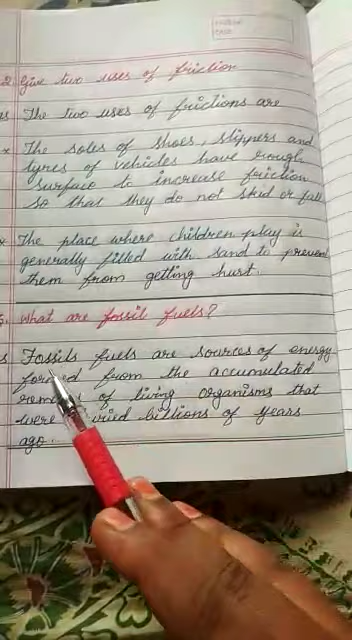 2 Give two uses of friction
The two uses of frictions are
x The soles of shoes, slippers and
tyres of vehicles have rough
surface to increase friction
so that they do not skid or fall
The place where children play is
generally filled with sand to prevent
them from getting hurt.
What are fossil fuels?
Fossils fuels are sources of energy
from the accumulated
of living organisms that
were billions of years
ago.